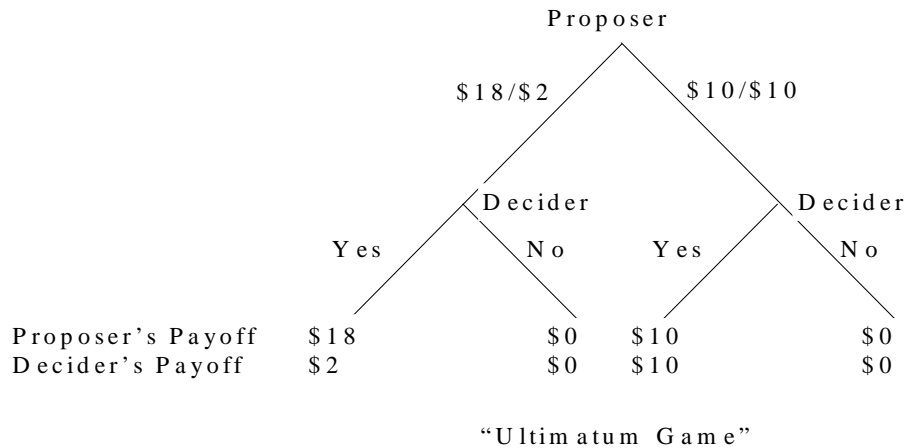 Proposer
$18/$2 $10/$10
Decider Decider
Yes No Yes No
Proposer's Payoff $18 $0 $10 $0
Decider's Payoff $2 $0 $10 $0
“Ultimatum Game”